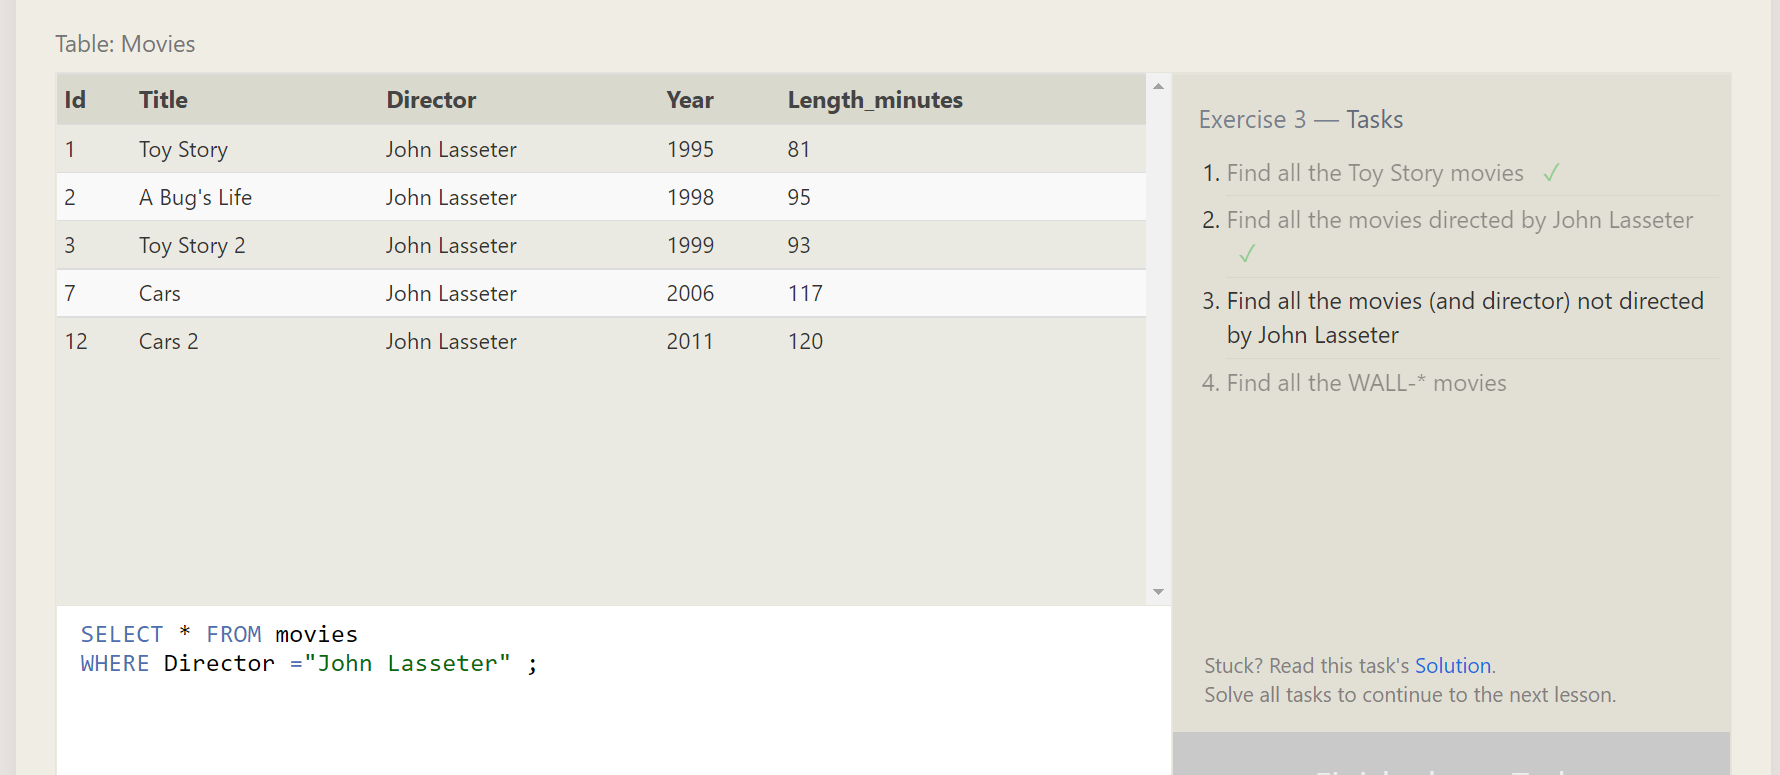 Table: Movies
Id Title Director Year Length_minutes
1 Toy Story John Lasseter 1995 81
2 A Bug's Life John Lasseter 1998 95
3 Toy Story 2 John Lasseter 1999 93
7 Cars John Lasseter 2006 117
12 Cars 2 John Lasseter 2011 120
SELECT * FROM movies
WHERE Director ="John Lasseter" ;
Exercise 3 — Tasks
1. Find all the Toy Story movies ✓
2. Find all the movies directed by John Lasseter
✓
3. Find all the movies (and director) not directed
by John Lasseter
4. Find all the WALL-* movies
Stuck? Read this task's Solution.
Solve all tasks to continue to the next lesson.